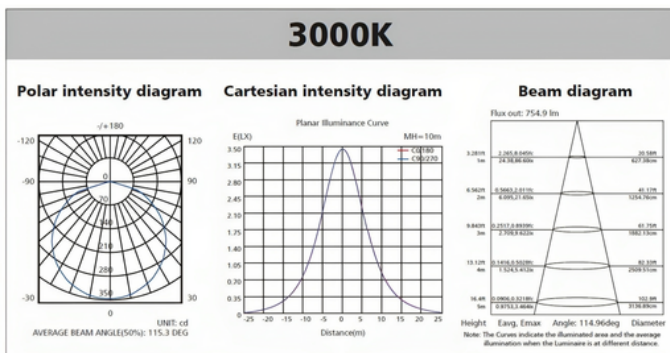 3000K
Polar intensity diagram
Cartesian intensity diagram
Beam diagram
-/+180
-120
120
-90
90
-30
30
0
0
70
140
210
280
350
UNIT: cd
AVERAGE BEAM ANGLE(50%): 115.3 DEG
Planar Illuminance Curve
E(LX)
MH=10m
C0/180
C90/270
3.50
3.15
2.80
2.45
2.10
1.75
1.40
1.05
0.70
0.35
0
-25 -20 -15 -10 -5 0 5 10 15 20 25
Distance(m)
Flux out: 754.9 lm
3.281ft
1m
20.58ft
627.38cm
6.562ft
2m
41.17ft
1254.76cm
9.843ft
3m
61.75ft
1882.13cm
13.12ft
4m
82.33ft
2509.51cm
16.4ft
5m
102.9ft
3136.89cm
Height Eavg, Emax Angle: 114.96deg Diameter
Note: The Curves indicate the illuminated area and the average
illumination when the Luminaire is at different distance.